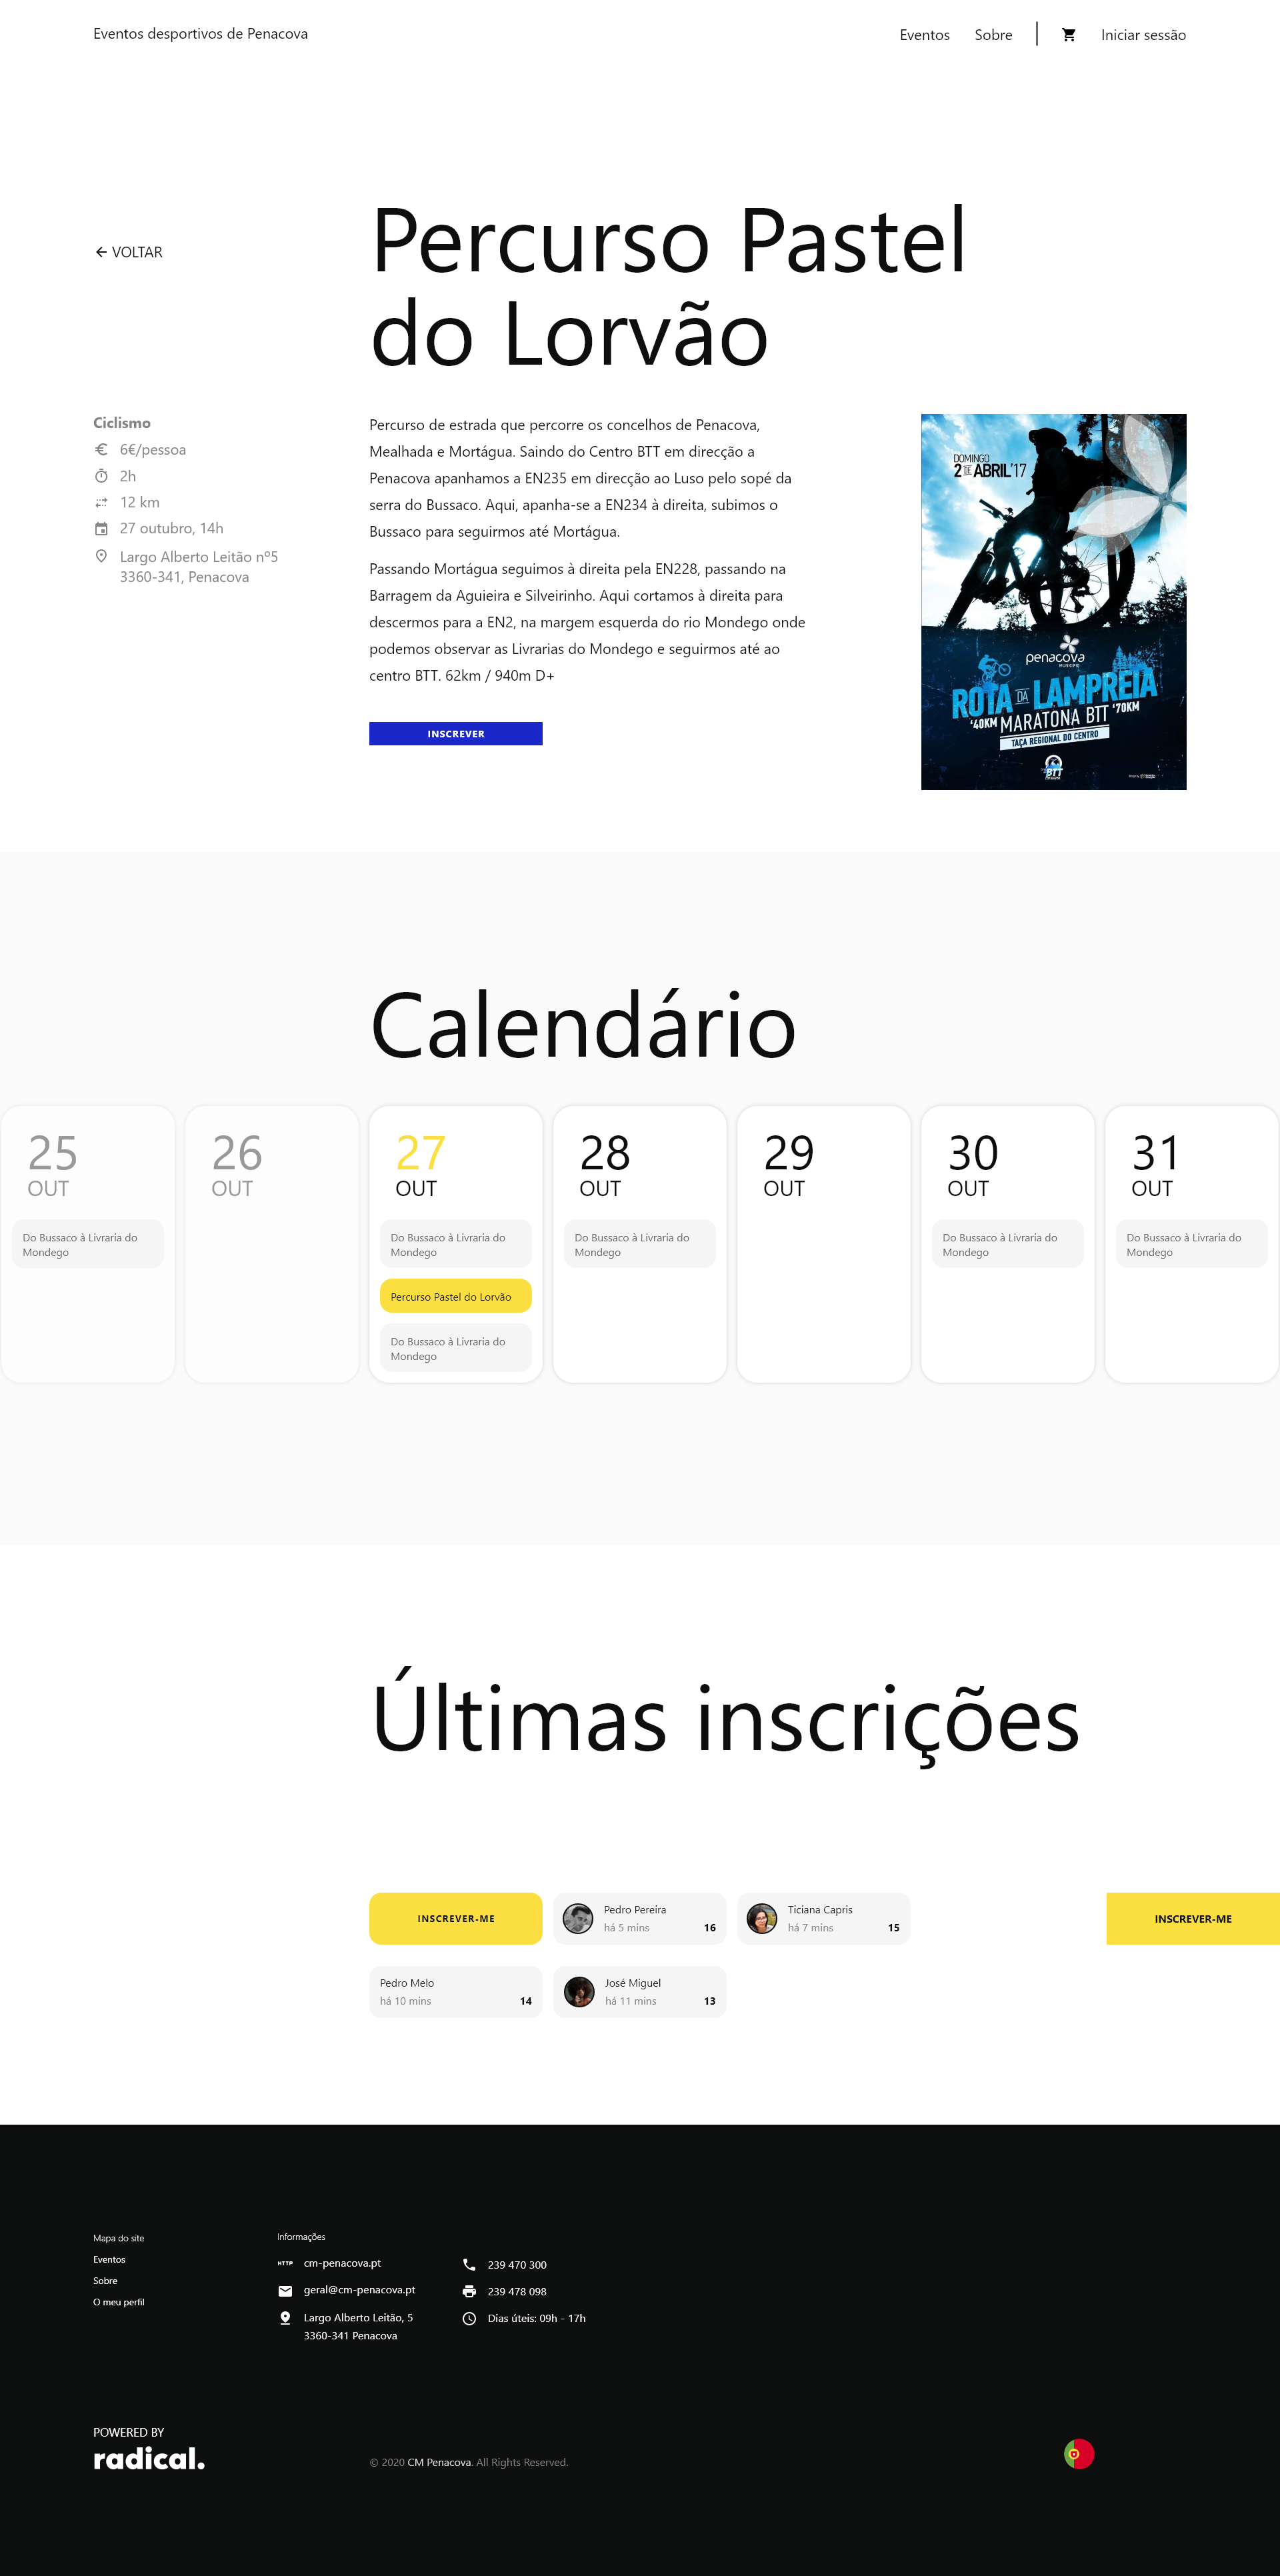 Eventos desportivos de Penacova
Eventos
Sobre
Iniciar sessão
VOLTAR
Percurso Pastel
do Lorvão
Ciclismo
6€/pessoa
2h
12 km
27 outubro, 14h
Largo Alberto Leitão nº5
3360-341, Penacova
Percurso de estrada que percorre os concelhos de Penacova,
Mealhada e Mortágua. Saindo do Centro BTT em direcção a
Penacova apanhamos a EN235 em direcção ao Luso pelo sopé da
serra do Bussaco. Aqui, apanha-se a EN234 à direita, subimos o
Bussaco para seguirmos até Mortágua.
Passando Mortágua seguimos à direita pela EN228, passando na
Barragem da Aguieira e Silveirinho. Aqui cortamos à direita para
descermos para a EN2, na margem esquerda do rio Mondego onde
podemos observar as Livrarias do Mondego e seguirmos até ao
centro BTT. 62km / 940m D+
INSCREVER
DOMINGO
2 DE ABRIL'17
penacova
MUNICÍPIO
ROTA DA LAMPREIA
'40KM MARATONA BTT '70KM
TAÇA REGIONAL DO CENTRO
BTT
Calendário
25
OUT
Do Bussaco à Livraria do
Mondego
26
OUT
27
OUT
Do Bussaco à Livraria do
Mondego
Percurso Pastel do Lorvão
Do Bussaco à Livraria do
Mondego
28
OUT
Do Bussaco à Livraria do
Mondego
29
OUT
30
OUT
Do Bussaco à Livraria do
Mondego
31
OUT
Do Bussaco à Livraria do
Mondego
Últimas inscrições
INSCREVER-ME
Pedro Pereira
há 5 mins
16
Ticiana Capris
há 7 mins
15
INSCREVER-ME
Pedro Melo
há 10 mins
14
José Miguel
há 11 mins
13
Mapa do site
Eventos
Sobre
O meu perfil
Informações
HTTP
cm-penacova.pt
geral@cm-penacova.pt
Largo Alberto Leitão, 5
3360-341 Penacova
239 470 300
239 478 098
Dias úteis: 09h - 17h
POWERED BY
radical.
© 2020 CM Penacova. All Rights Reserved.